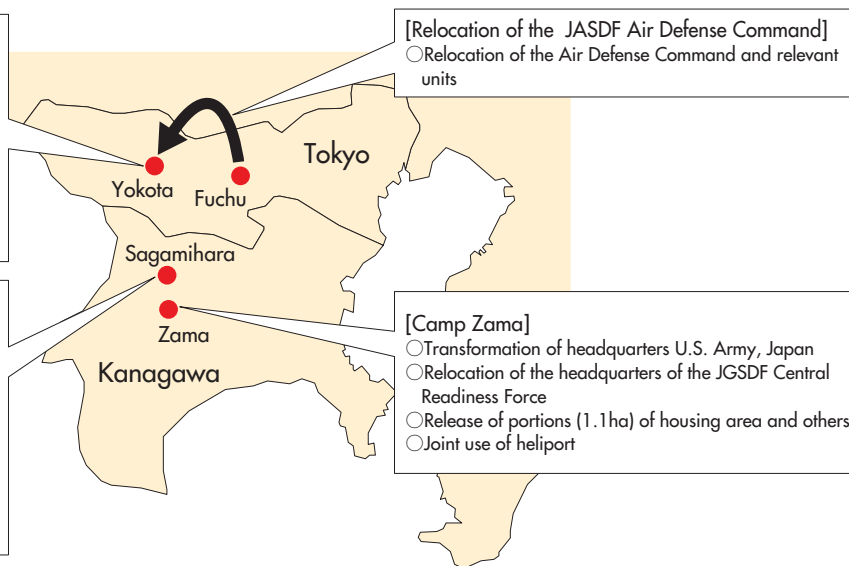 [Relocation of the JASDF Air Defense Command]
○Relocation of the Air Defense Command and relevant
units
Tokyo
Yokota
Fuchu
Sagamihara
Zama
Kanagawa
[Camp Zama]
○Transformation of headquarters U.S. Army, Japan
○Relocation of the headquarters of the JGSDF Central
Readiness Force
○Release of portions (1.1ha) of housing area and others
○Joint use of heliport